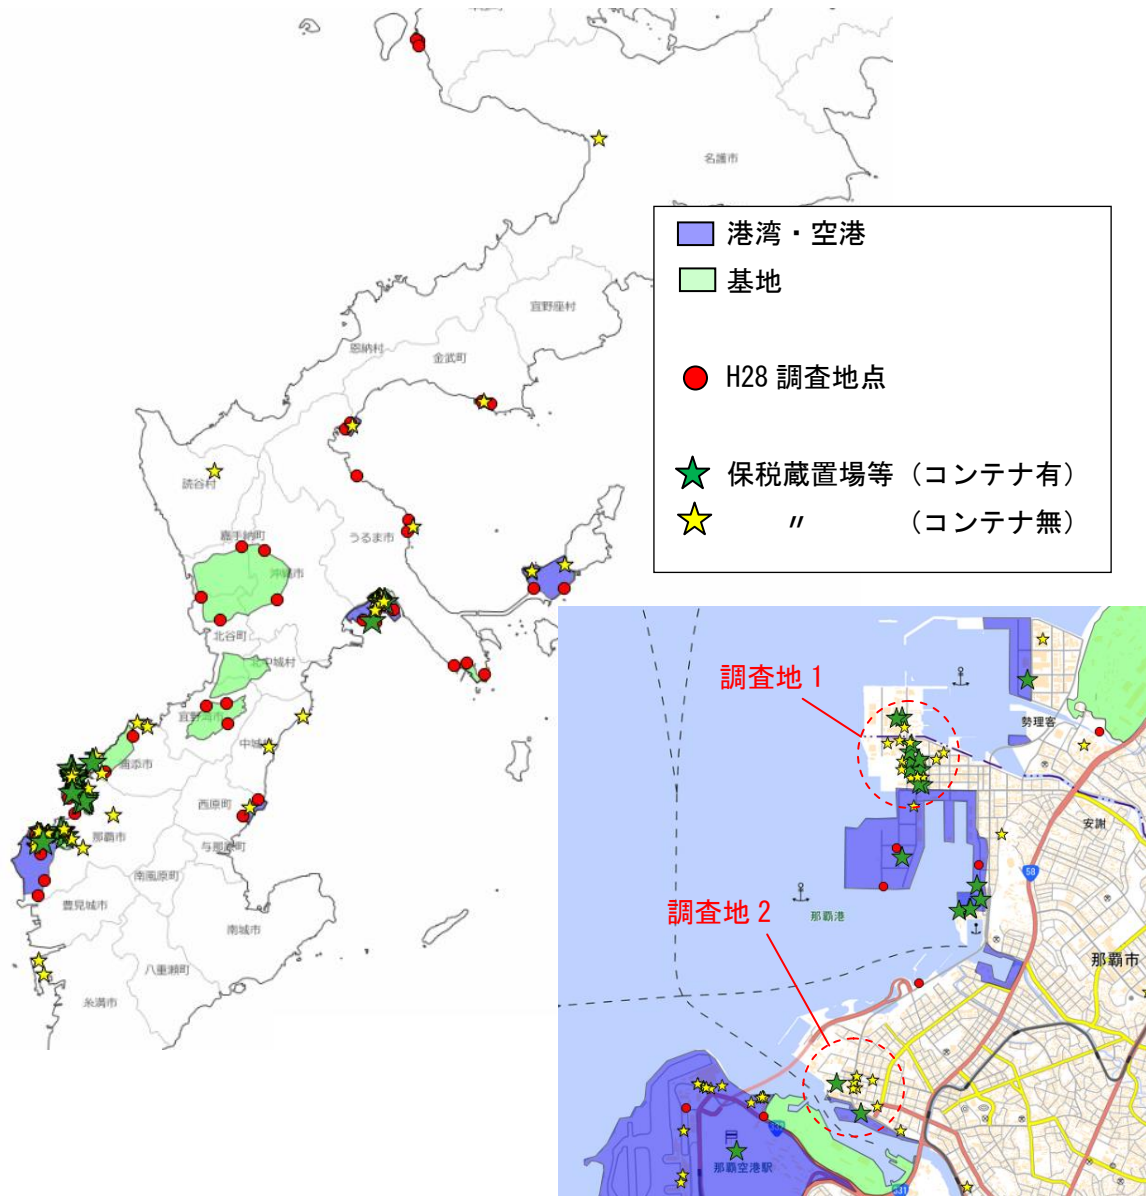 名護市
港湾・空港
基地
H28 調査地点
保税蔵置場等（コンテナ有）
〃（コンテナ無）
宜野座村
恩納村
金武町
読谷村
嘉手納町
うるま市
沖縄市
北谷町
北中城村
宜野湾市
中城村
浦添市
西原町
那覇市
与那原町
南風原町
豊見城市
南城市
八重瀬町
糸満市
調査地 1
勢理客
安謝
58
調査地 2
那覇港
那覇市
那覇空港駅